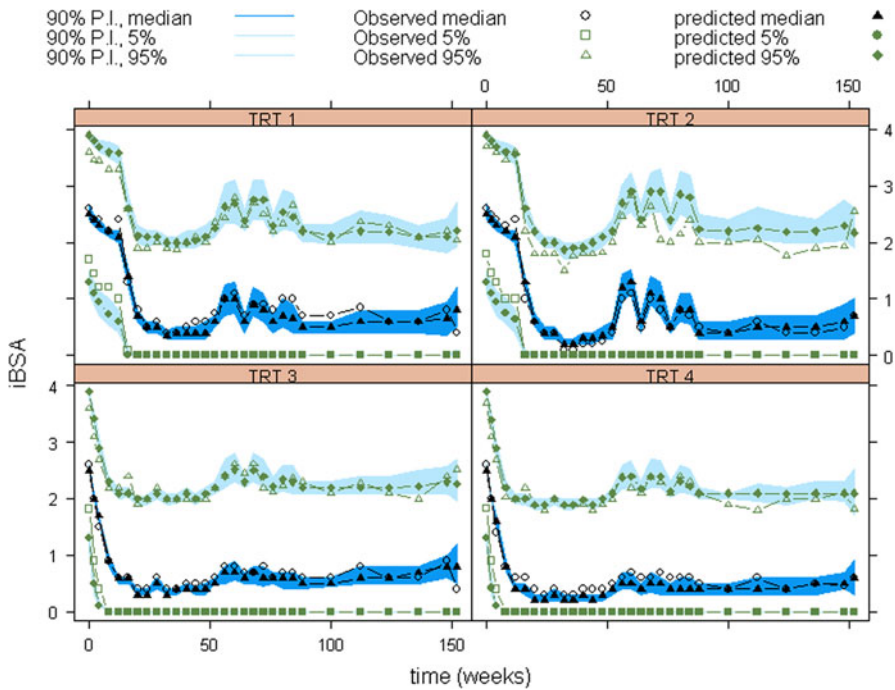 90% P.I., median Observed median predicted median
90% P.I., 5% Observed 5% predicted 5%
90% P.I., 95% Observed 95% predicted 95%
0 50 100 150
TRT 1 TRT 2
4
3
2
1
0
TRT 3 TRT 4
4
3
2
1
0
iBSA
0 50 100 150
time (weeks)